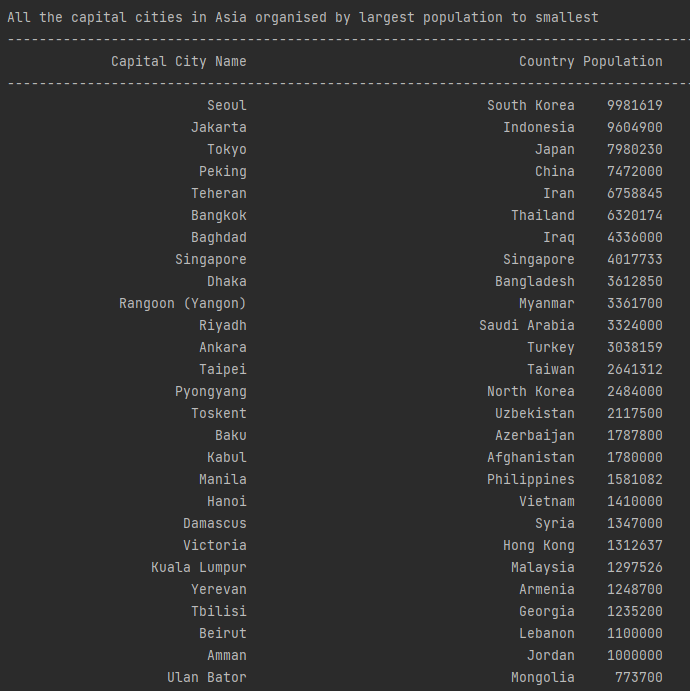 All the capital cities in Asia organised by largest population to smallest
--------------------------------------------------------------------------------------
Capital City Name Country Population
--------------------------------------------------------------------------------------
Seoul South Korea 9981619
Jakarta Indonesia 9604900
Tokyo Japan 7980230
Peking China 7472000
Teheran Iran 6758845
Bangkok Thailand 6320174
Baghdad Iraq 4336000
Singapore Singapore 4017733
Dhaka Bangladesh 3612850
Rangoon (Yangon) Myanmar 3361700
Riyadh Saudi Arabia 3324000
Ankara Turkey 3038159
Taipei Taiwan 2641312
Pyongyang North Korea 2484000
Toskent Uzbekistan 2117500
Baku Azerbaijan 1787800
Kabul Afghanistan 1780000
Manila Philippines 1581082
Hanoi Vietnam 1410000
Damascus Syria 1347000
Victoria Hong Kong 1312637
Kuala Lumpur Malaysia 1297526
Yerevan Armenia 1248700
Tbilisi Georgia 1235200
Beirut Lebanon 1100000
Amman Jordan 1000000
Ulan Bator Mongolia 773700